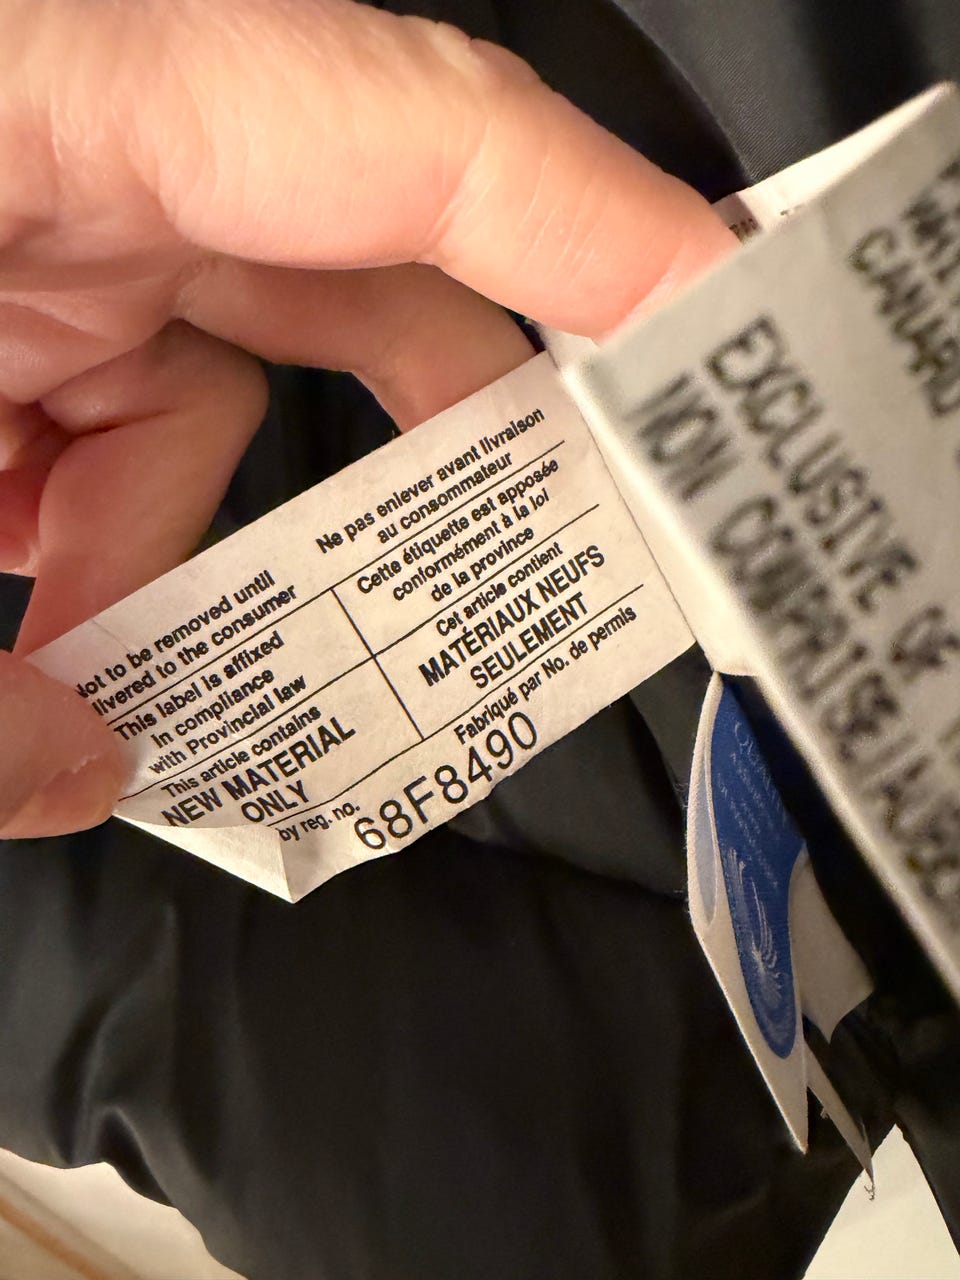 Not to be removed until
livered to the consumer
This label is affixed
in compliance
with Provincial law
This article contains
NEW MATERIAL
ONLY
by reg. no.
Ne pas enlever avant livraison
au consommateur
Cette étiquette est apposée
conformément à la loi
de la province
Cet article contient
MATÉRIAUX NEUFS
SEULEMENT
Fabriqué par No. de permis
68F8490
CANARD
EXCLUSIVE OF
NON COMPRISE